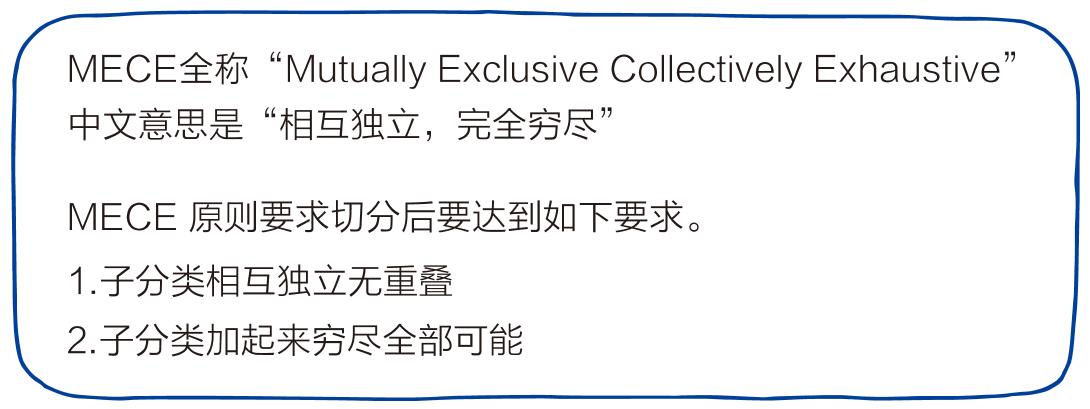 MECE全称“Mutually Exclusive Collectively Exhaustive”
中文意思是“相互独立，完全穷尽”
MECE 原则要求切分后要达到如下要求。
1.子分类相互独立无重叠
2.子分类加起来穷尽全部可能